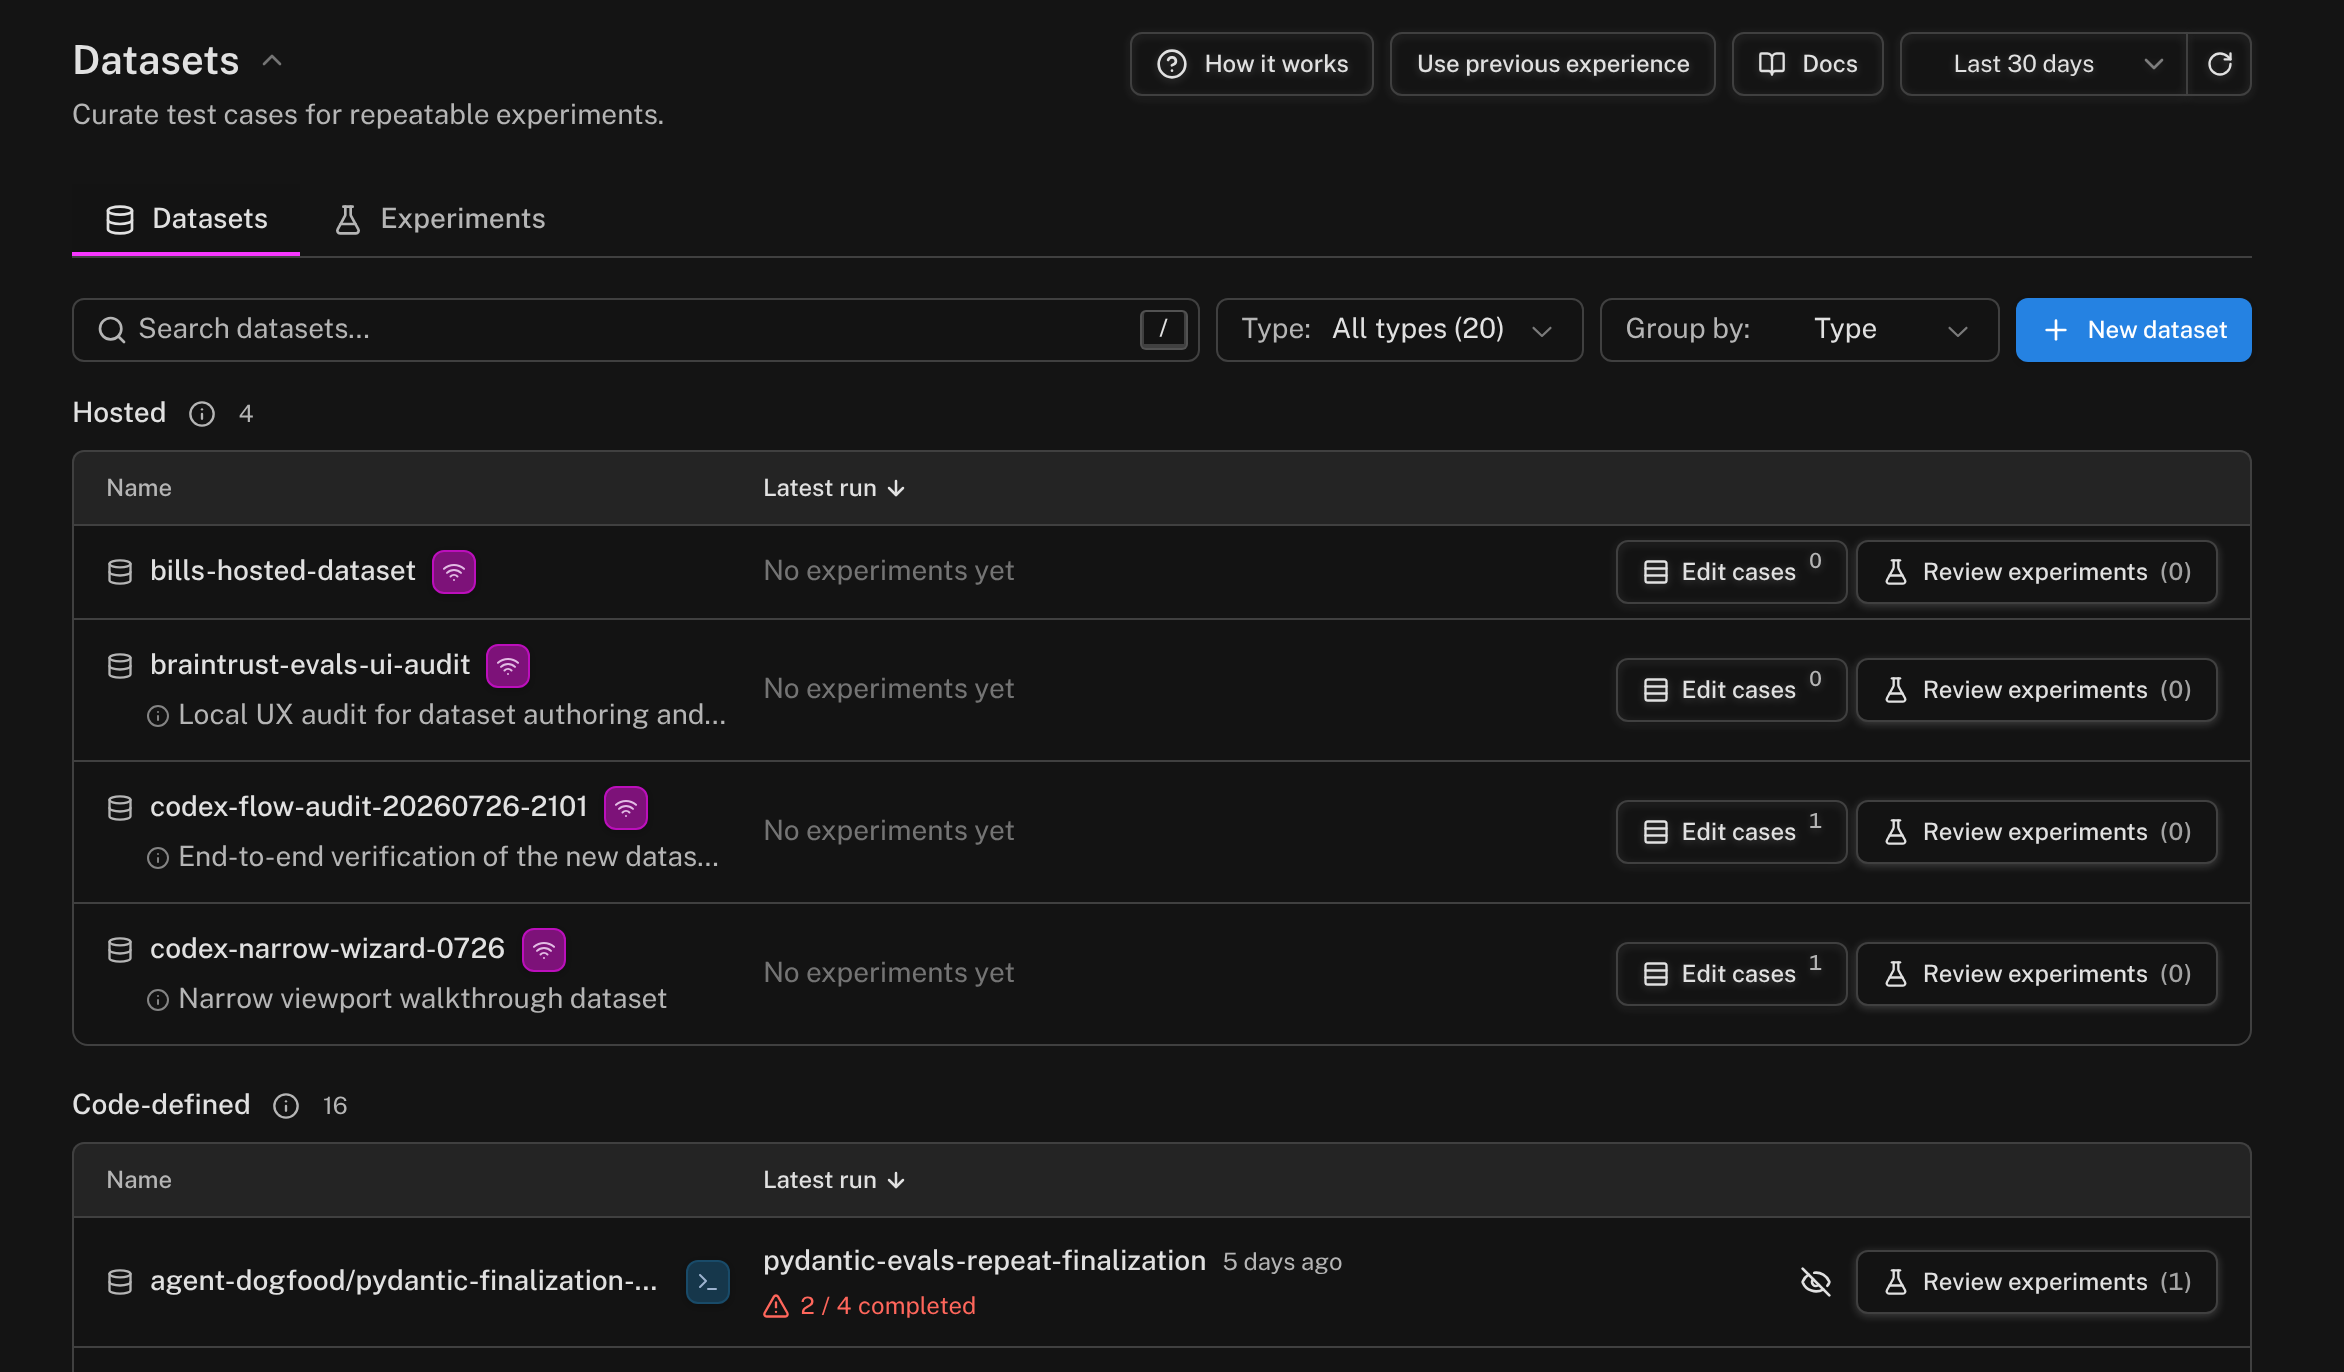 Datasets
How it works
Use previous experience
Docs
Last 30 days
Curate test cases for repeatable experiments.
Datasets
Experiments
Search datasets...
/
Type: All types (20)
Group by: Type
New dataset
Hosted 4
Name
Latest run
bills-hosted-dataset
No experiments yet
Edit cases 0
Review experiments (0)
braintrust-evals-ui-audit
Local UX audit for dataset authoring and...
No experiments yet
Edit cases 0
Review experiments (0)
codex-flow-audit-20260726-2101
End-to-end verification of the new datas...
No experiments yet
Edit cases 1
Review experiments (0)
codex-narrow-wizard-0726
Narrow viewport walkthrough dataset
No experiments yet
Edit cases 1
Review experiments (0)
Code-defined 16
Name
Latest run
agent-dogfood/pydantic-finalization-...
pydantic-evals-repeat-finalization 5 days ago
2 / 4 completed
Review experiments (1)